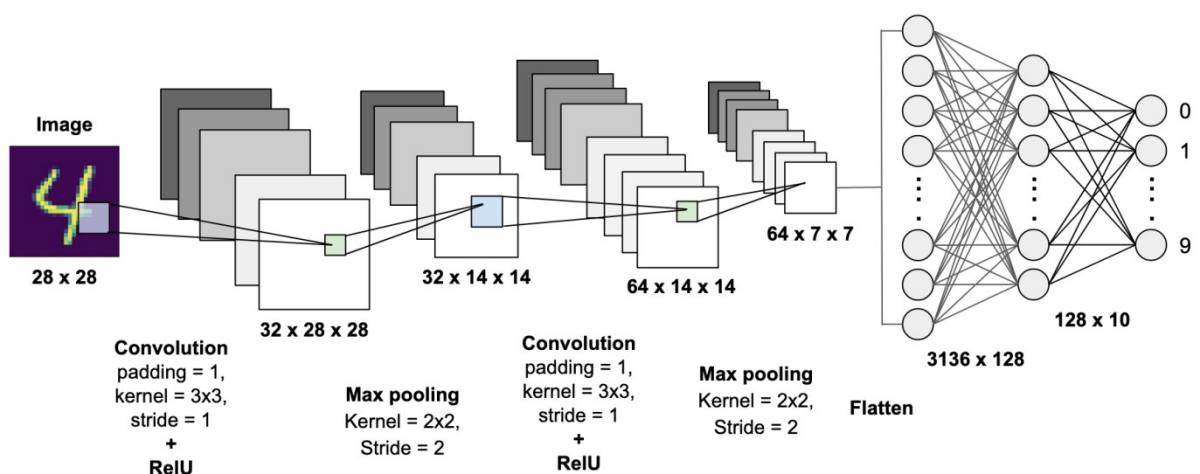 Image
28 x 28
32 x 28 x 28
32 x 14 x 14
64 x 14 x 14
64 x 7 x 7
3136 x 128
128 x 10
0
1
9
Convolution
padding = 1,
kernel = 3x3,
stride = 1
+
RelU
Max pooling
Kernel = 2x2,
Stride = 2
Convolution
padding = 1,
kernel = 3x3,
stride = 1
+
RelU
Max pooling
Kernel = 2x2,
Stride = 2
Flatten